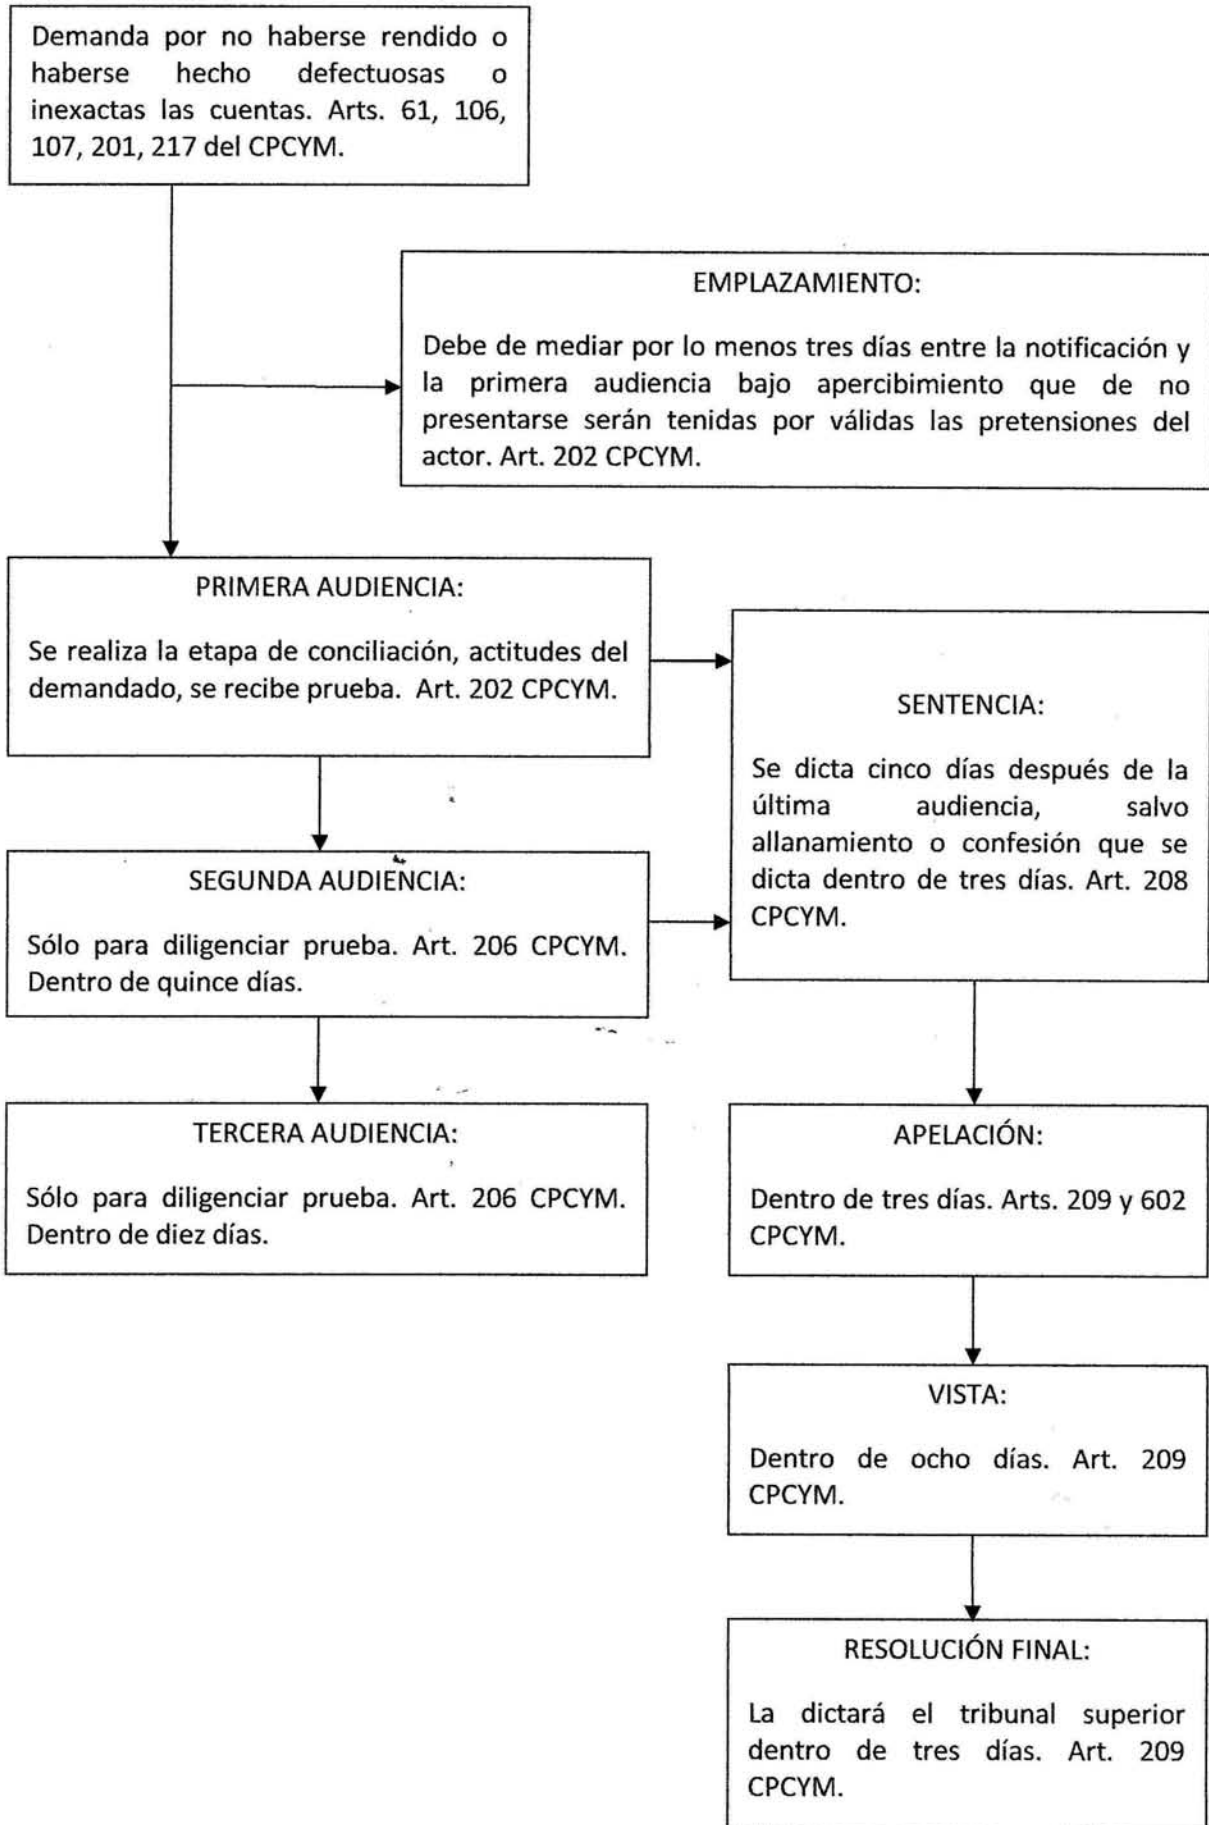 Demanda por no haberse rendido o
haberse hecho defectuosas o
inexactas las cuentas. Arts. 61, 106,
107, 201, 217 del CPCYM.
EMPLAZAMIENTO:
Debe de mediar por lo menos tres días entre la notificación y
la primera audiencia bajo apercibimiento que de no
presentarse serán tenidas por válidas las pretensiones del
actor. Art. 202 CPCYM.
PRIMERA AUDIENCIA:
Se realiza la etapa de conciliación, actitudes del
demandado, se recibe prueba. Art. 202 CPCYM.
SEGUNDA AUDIENCIA:
Sólo para diligenciar prueba. Art. 206 CPCYM.
Dentro de quince días.
TERCERA AUDIENCIA:
Sólo para diligenciar prueba. Art. 206 CPCYM.
Dentro de diez días.
SENTENCIA:
Se dicta cinco días después de la
última audiencia, salvo
allanamiento o confesión que se
dicta dentro de tres días. Art. 208
CPCYM.
APELACIÓN:
Dentro de tres días. Arts. 209 y 602
CPCYM.
VISTA:
Dentro de ocho días. Art. 209
CPCYM.
RESOLUCIÓN FINAL:
La dictará el tribunal superior
dentro de tres días. Art. 209
CPCYM.